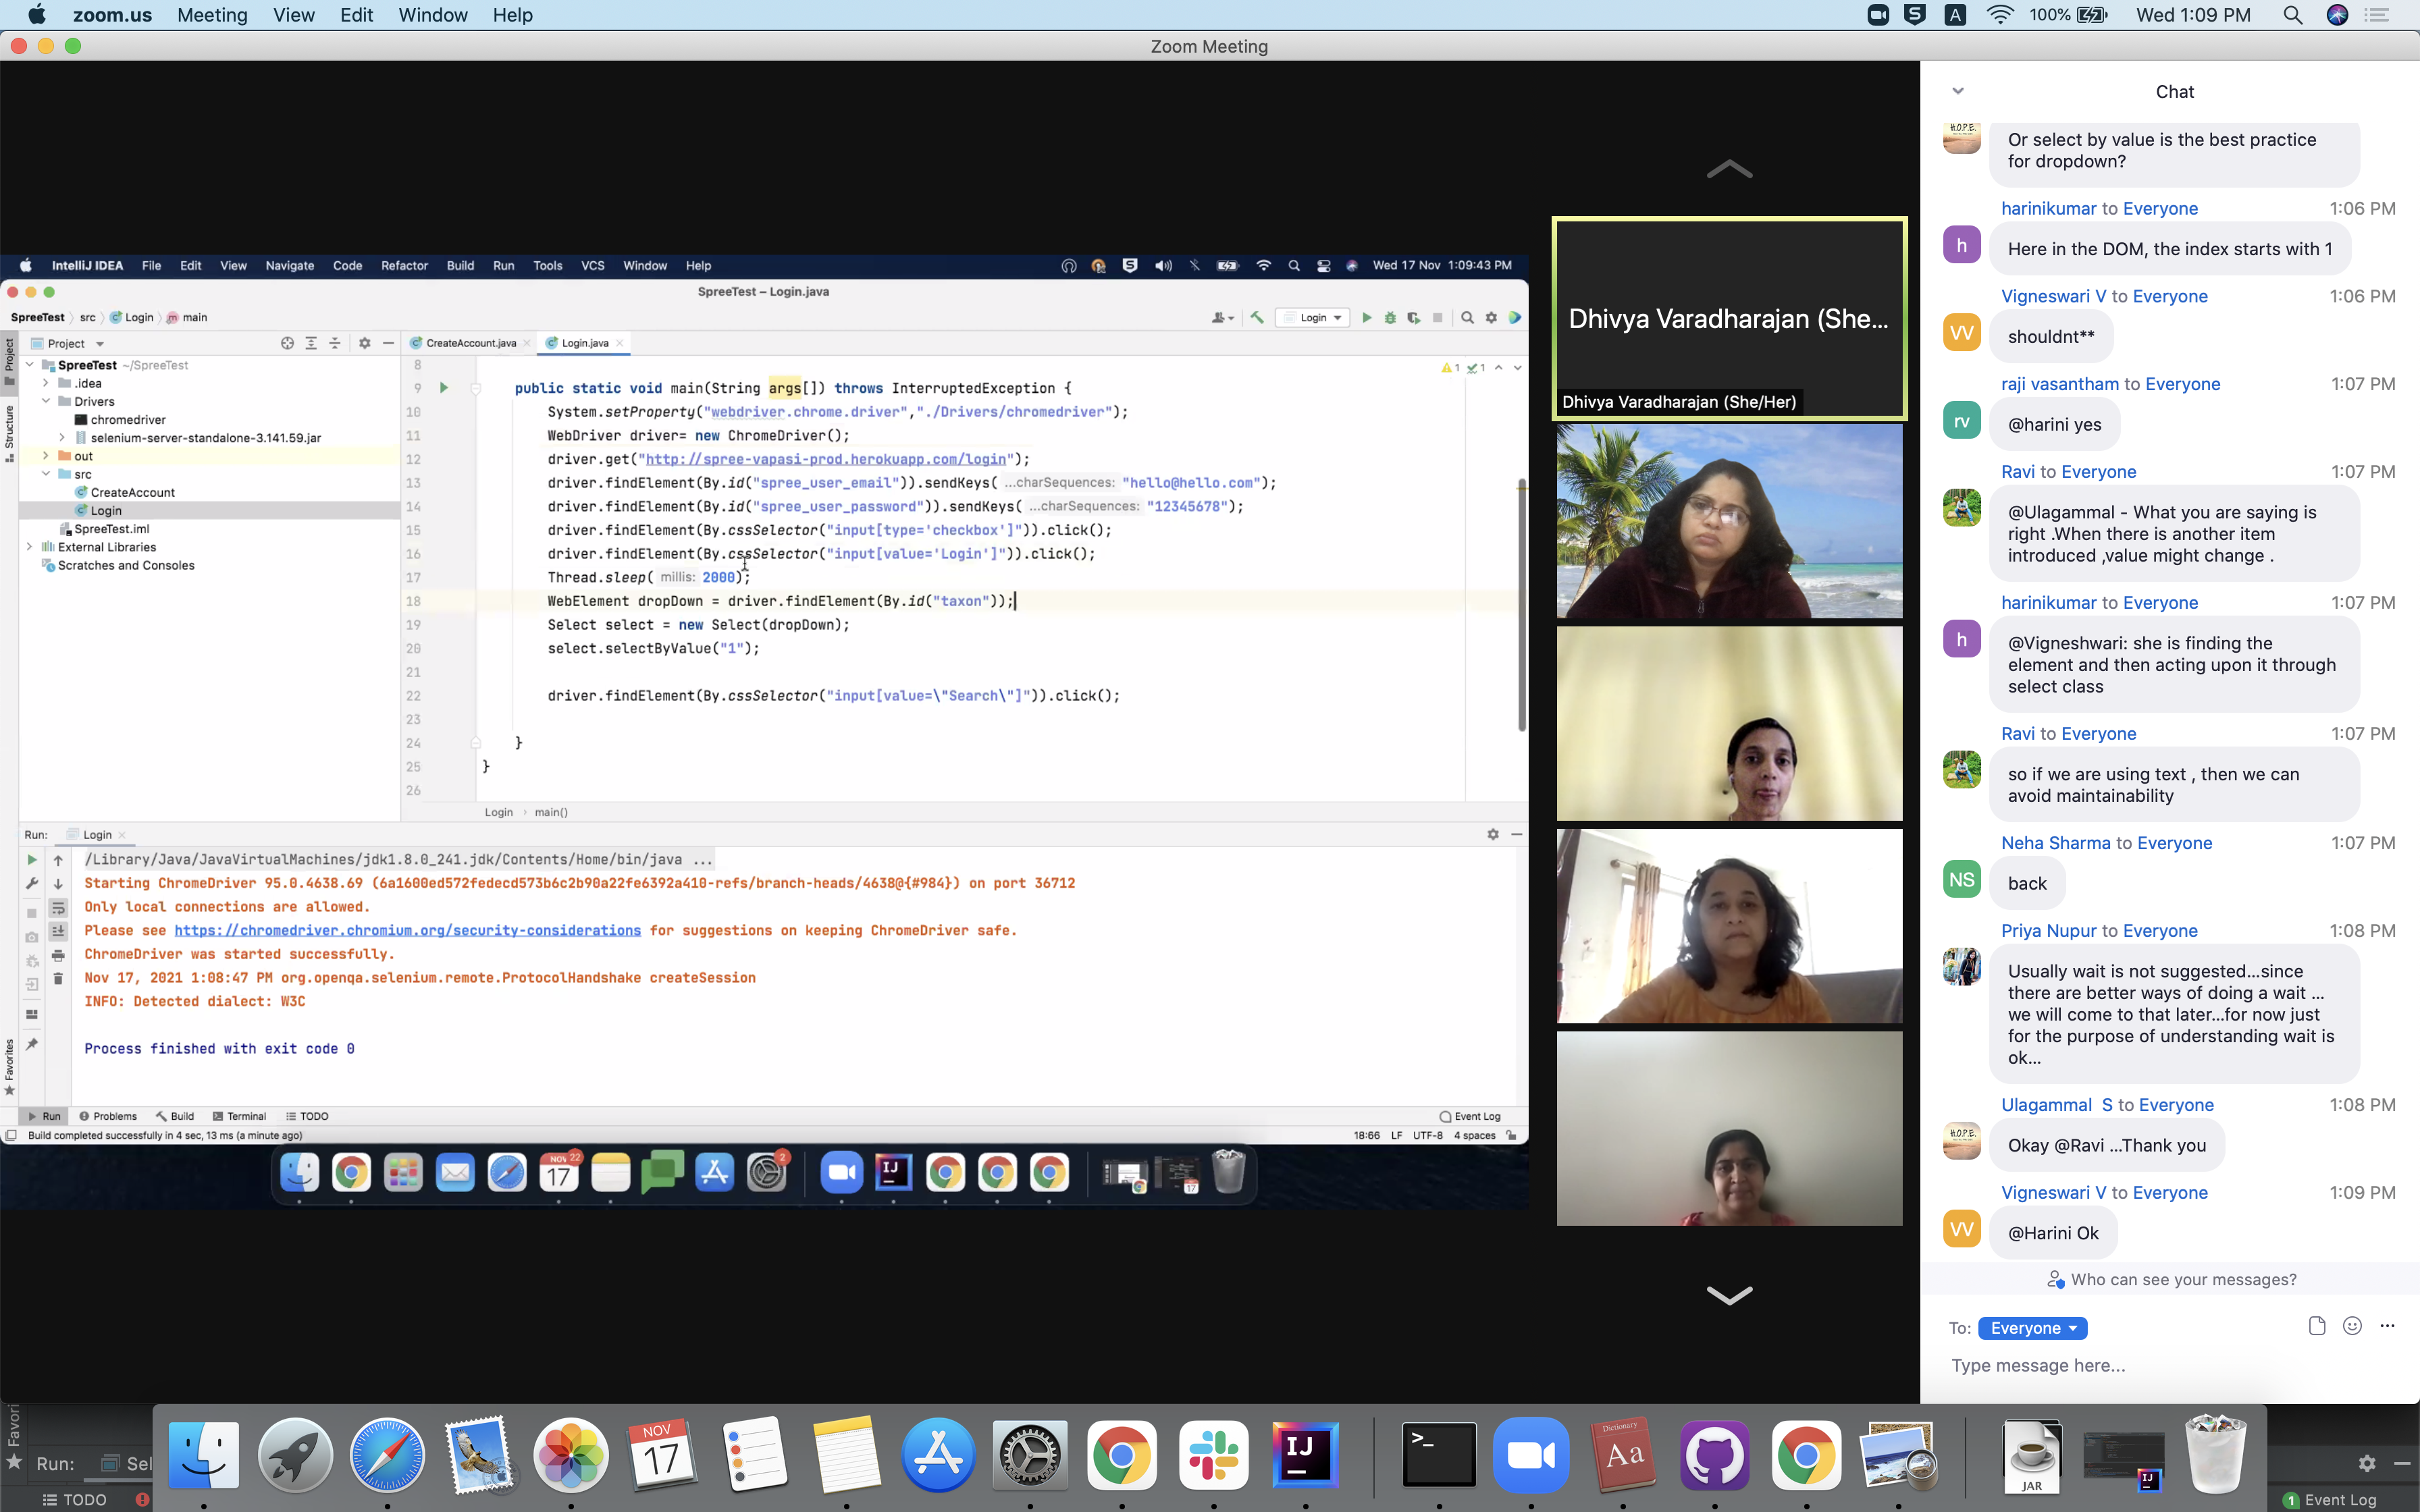 zoom.us Meeting View Edit Window Help
100% Wed 1:09 PM
Zoom Meeting
IntelliJ IDEA File Edit View Navigate Code Refactor Build Run Tools VCS Window Help
Wed 17 Nov 1:09:43 PM
SpreeTest – Login.java
SpreeTest src Login main
Login
Project
CreateAccount.java
Login.java
Project
Structure
Favorites
SpreeTest ~/SpreeTest
.idea
Drivers
chromedriver
selenium-server-standalone-3.141.59.jar
out
src
CreateAccount
Login
SpreeTest.iml
External Libraries
Scratches and Consoles
1 1
8
9 public static void main(String args[]) throws InterruptedException {
10 System.setProperty("webdriver.chrome.driver","./Drivers/chromedriver");
11 WebDriver driver= new ChromeDriver();
12 driver.get("http://spree-vapasi-prod.herokuapp.com/login");
13 driver.findElement(By.id("spree_user_email")).sendKeys( ...charSequences: "hello@hello.com");
14 driver.findElement(By.id("spree_user_password")).sendKeys( ...charSequences: "12345678");
15 driver.findElement(By.cssSelector("input[type='checkbox']")).click();
16 driver.findElement(By.cssSelector("input[value='Login']")).click();
17 Thread.sleep( millis: 2000);
18 WebElement dropDown = driver.findElement(By.id("taxon"));
19 Select select = new Select(dropDown);
20 select.selectByValue("1");
21
22 driver.findElement(By.cssSelector("input[value=\"Search\"]")).click();
23
24 }
25 }
26
Login main()
Run: Login
/Library/Java/JavaVirtualMachines/jdk1.8.0_241.jdk/Contents/Home/bin/java ...
Starting ChromeDriver 95.0.4638.69 (6a1600ed572fedecd573b6c2b90a22fe6392a410-refs/branch-heads/4638@{#984}) on port 36712
Only local connections are allowed.
Please see https://chromedriver.chromium.org/security-considerations for suggestions on keeping ChromeDriver safe.
ChromeDriver was started successfully.
Nov 17, 2021 1:08:47 PM org.openqa.selenium.remote.ProtocolHandshake createSession
INFO: Detected dialect: W3C
Process finished with exit code 0
Run Problems Build Terminal TODO
Event Log
Build completed successfully in 4 sec, 13 ms (a minute ago)
18:66 LF UTF-8 4 spaces
NOV 22
17
2
IJ
17
Dhivya Varadharajan (She...
Dhivya Varadharajan (She/Her)
Chat
H.O.P.E.
Or select by value is the best practice
for dropdown?
harinikumar to Everyone 1:06 PM
h
Here in the DOM, the index starts with 1
Vigneswari V to Everyone 1:06 PM
VV
shouldnt**
raji vasantham to Everyone 1:07 PM
rv
@harini yes
Ravi to Everyone 1:07 PM
@Ulagammal - What you are saying is
right .When there is another item
introduced ,value might change .
harinikumar to Everyone 1:07 PM
h
@Vigneshwari: she is finding the
element and then acting upon it through
select class
Ravi to Everyone 1:07 PM
so if we are using text , then we can
avoid maintainability
Neha Sharma to Everyone 1:07 PM
NS
back
Priya Nupur to Everyone 1:08 PM
Usually wait is not suggested...since
there are better ways of doing a wait ...
we will come to that later...for now just
for the purpose of understanding wait is
ok...
Ulagammal S to Everyone 1:08 PM
H.O.P.E.
Okay @Ravi ...Thank you
Vigneswari V to Everyone 1:09 PM
VV
@Harini Ok
Who can see your messages?
To: Everyone
Type message here...
Favori
Run: Sel
TODO
NOV
17
IJ
>_
Dictionary
Aa
JAR
IJ
1 Event Log